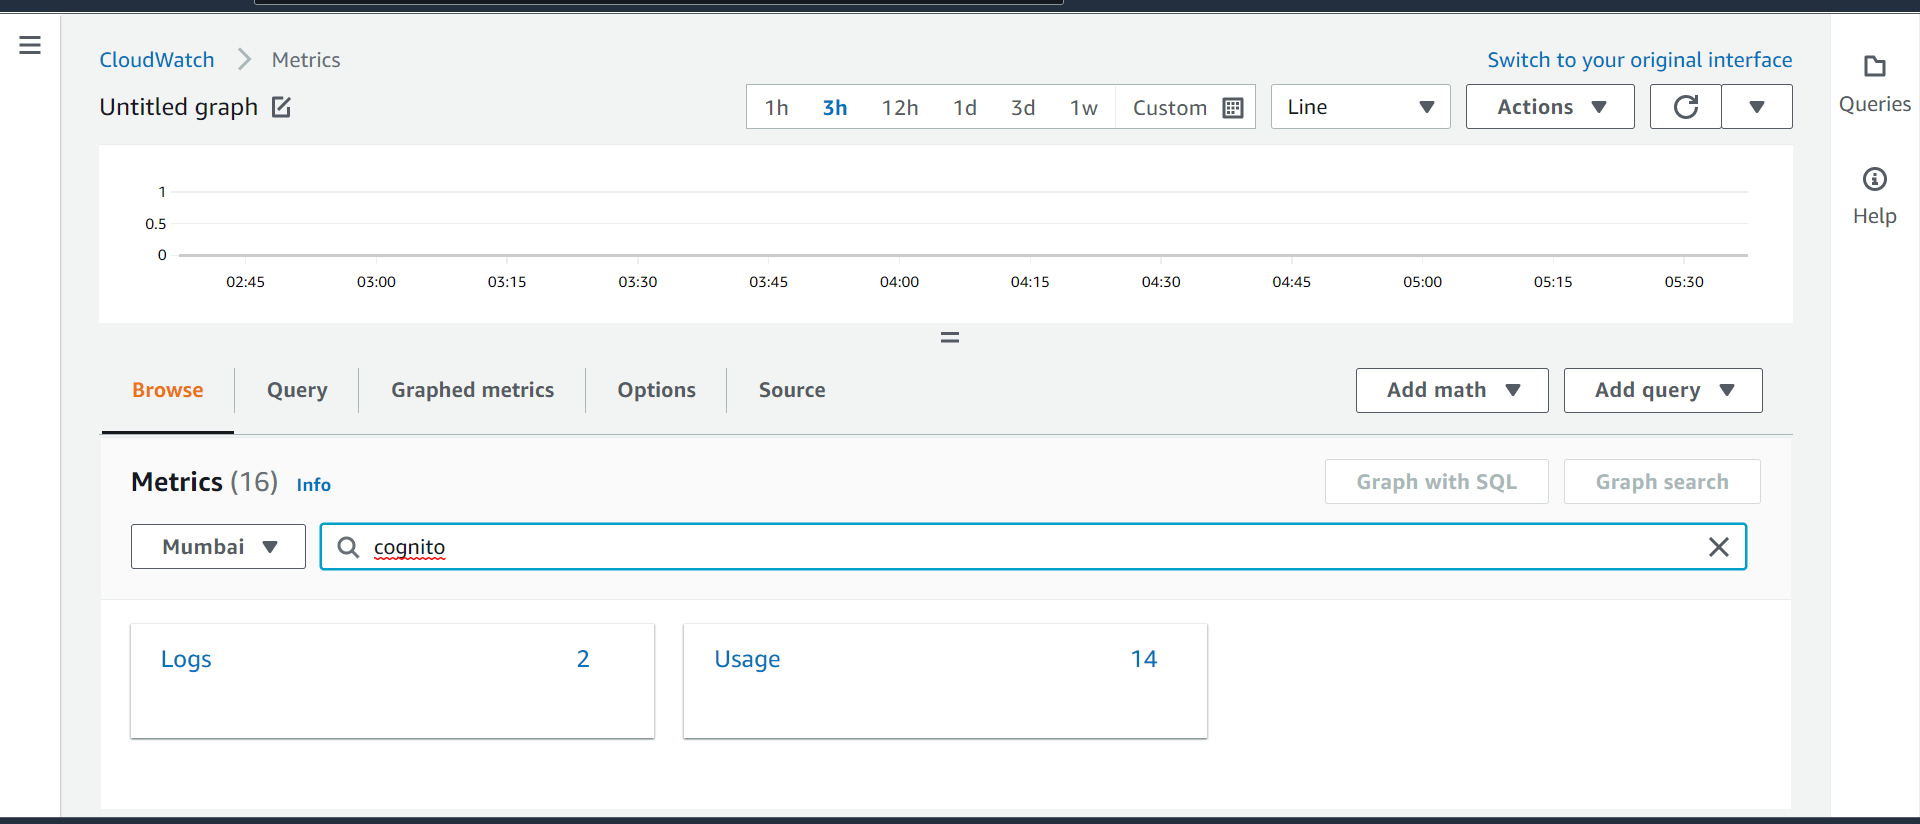 CloudWatch > Metrics
Switch to your original interface
Untitled graph
1h 3h 12h 1d 3d 1w Custom
Line
Actions
Queries
Help
1
0.5
0
02:45 03:00 03:15 03:30 03:45 04:00 04:15 04:30 04:45 05:00 05:15 05:30
Browse Query Graphed metrics Options Source
Add math
Add query
Metrics (16) Info
Graph with SQL
Graph search
Mumbai
cognito
Logs 2
Usage 14